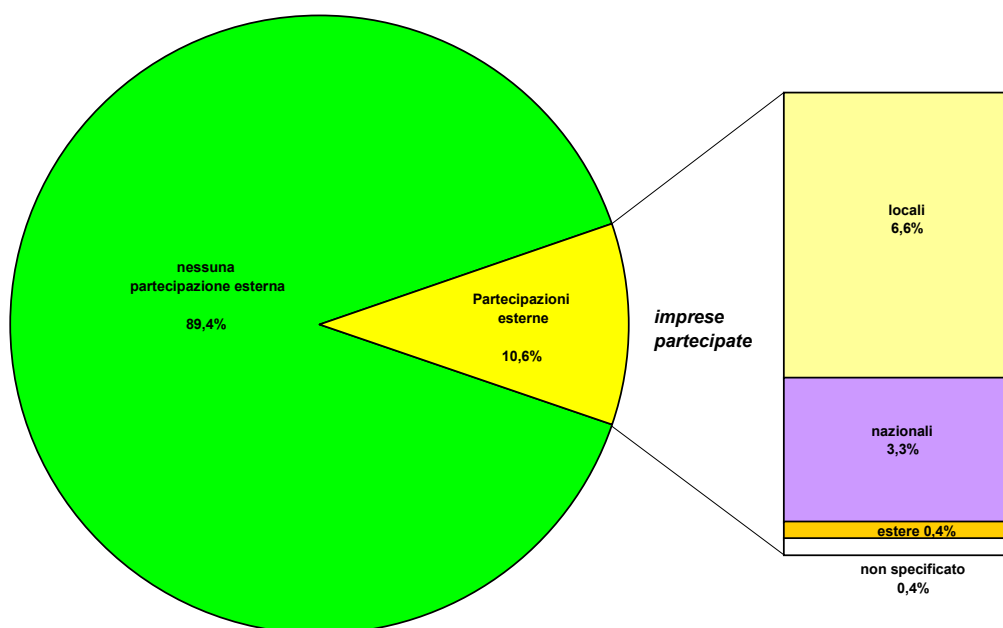 nessuna
partecipazione esterna
89,4%
Partecipazioni
esterne
10,6%
imprese
partecipate
locali
6,6%
nazionali
3,3%
estere 0,4%
non specificato
0,4%